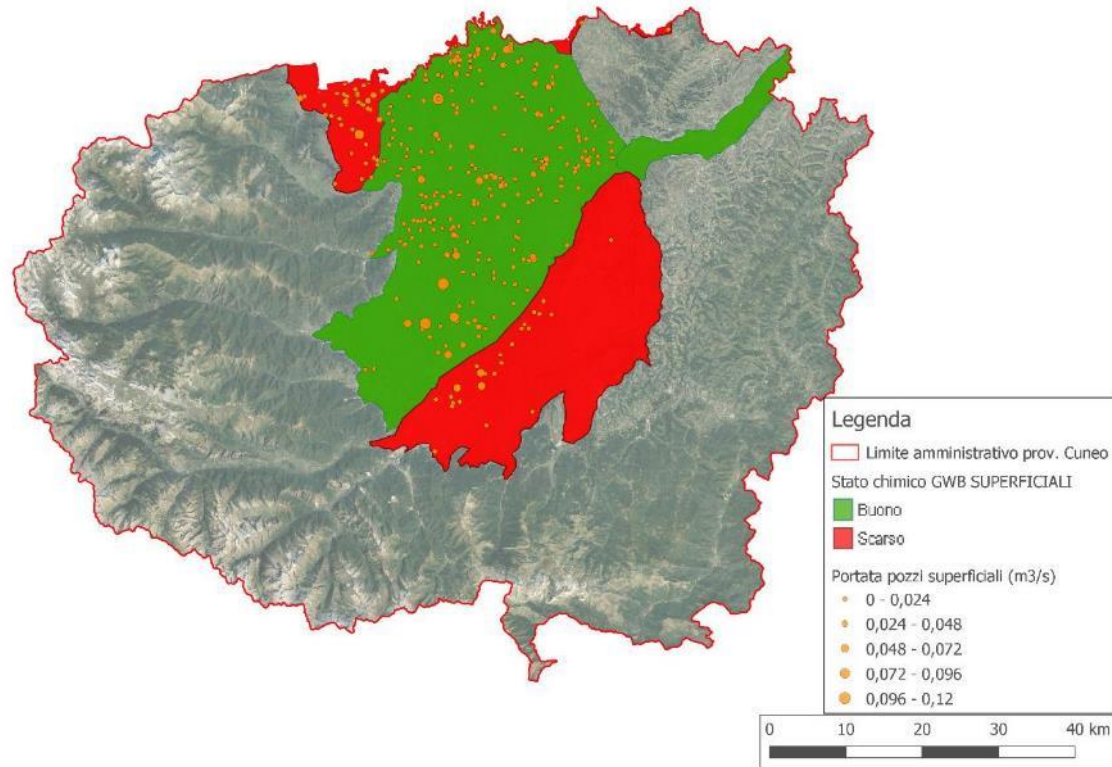 Legenda
Limite amministrativo prov. Cuneo
Stato chimico GWB SUPERFICIALI
Buono
Scarso
Portata pozzi superficiali (m3/s)
0 - 0,024
0,024 - 0,048
0,048 - 0,072
0,072 - 0,096
0,096 - 0,12
0 10 20 30 40 km